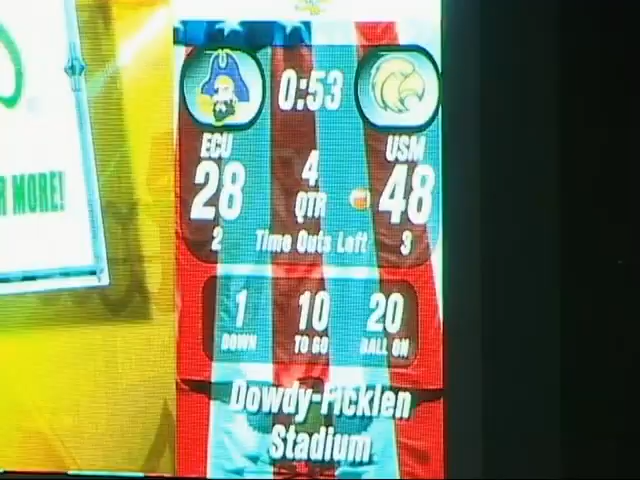 R MORE!
0:53
ECU
USM
28
4
48
QTR
2 Time Outs Left 3
1 10 20
DOWN TO GO BALL ON
Dowdy-Ficklen
Stadium